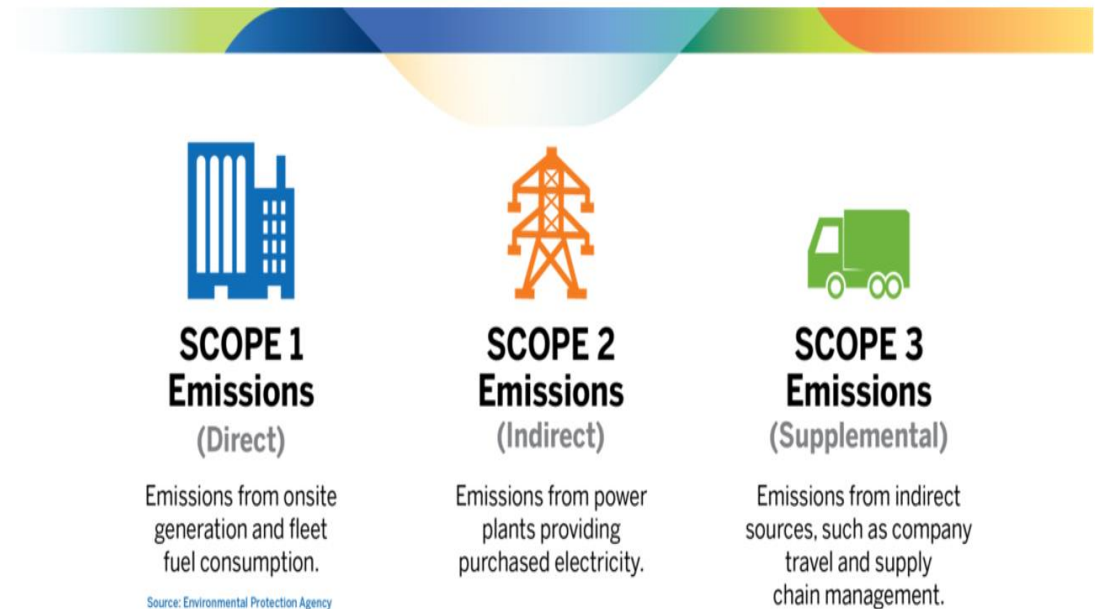 SCOPE 1
Emissions
(Direct)
Emissions from onsite
generation and fleet
fuel consumption.
Source: Environmental Protection Agency
SCOPE 2
Emissions
(Indirect)
Emissions from power
plants providing
purchased electricity.
SCOPE 3
Emissions
(Supplemental)
Emissions from indirect
sources, such as company
travel and supply
chain management.